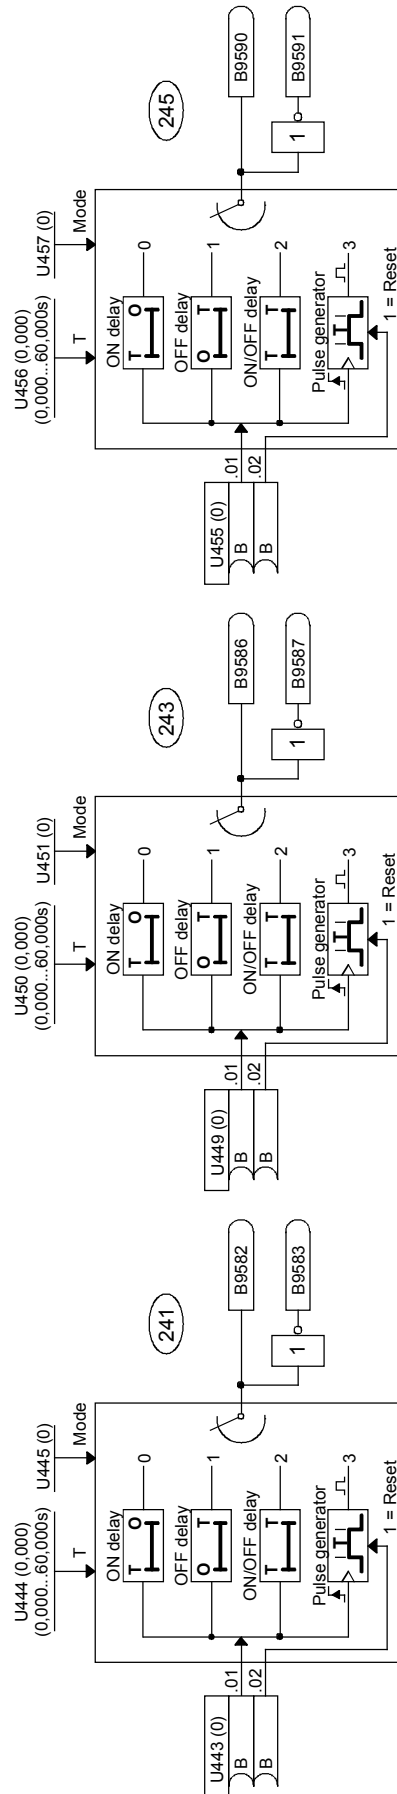 U444 (0,000)
(0,000...60,000s)
U445 (0)
T
Mode
241
ON delay
T O
0
U443 (0)
OFF delay
O T
1
.01
B
B9582
.02
B
ON/OFF delay
T T
2
1
B9583
Pulse generator
T
3
1 = Reset
U450 (0,000)
(0,000...60,000s)
U451 (0)
T
Mode
243
ON delay
T O
0
U449 (0)
OFF delay
O T
1
.01
B
B9586
.02
B
ON/OFF delay
T T
2
1
B9587
Pulse generator
T
3
1 = Reset
U456 (0,000)
(0,000...60,000s)
U457 (0)
T
Mode
245
ON delay
T O
0
U455 (0)
OFF delay
O T
1
.01
B
B9590
.02
B
ON/OFF delay
T T
2
1
B9591
Pulse generator
T
3
1 = Reset